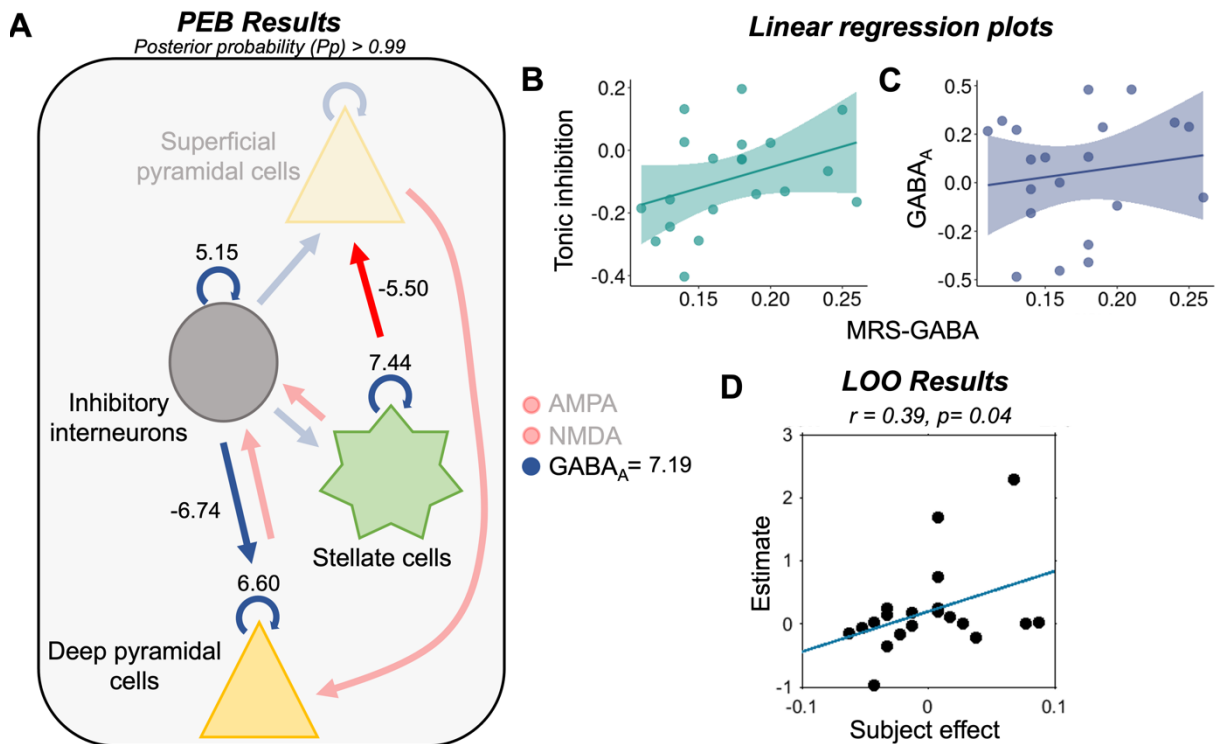 A
PEB Results
Posterior probability (Pp) > 0.99
Superficial
pyramidal cells
5.15
-5.50
7.44
Inhibitory
interneurons
-6.74
Stellate cells
6.60
Deep pyramidal
cells
AMPA
NMDA
GABAA= 7.19
Linear regression plots
B
Tonic inhibition
0.2
0.0
-0.2
-0.4
0.15
0.20
0.25
C
GABAA
0.5
0.2
0.0
-0.2
-0.5
0.15
0.20
0.25
MRS-GABA
D
LOO Results
r = 0.39, p= 0.04
Estimate
3
2
1
0
-1
-0.1
0
0.1
Subject effect